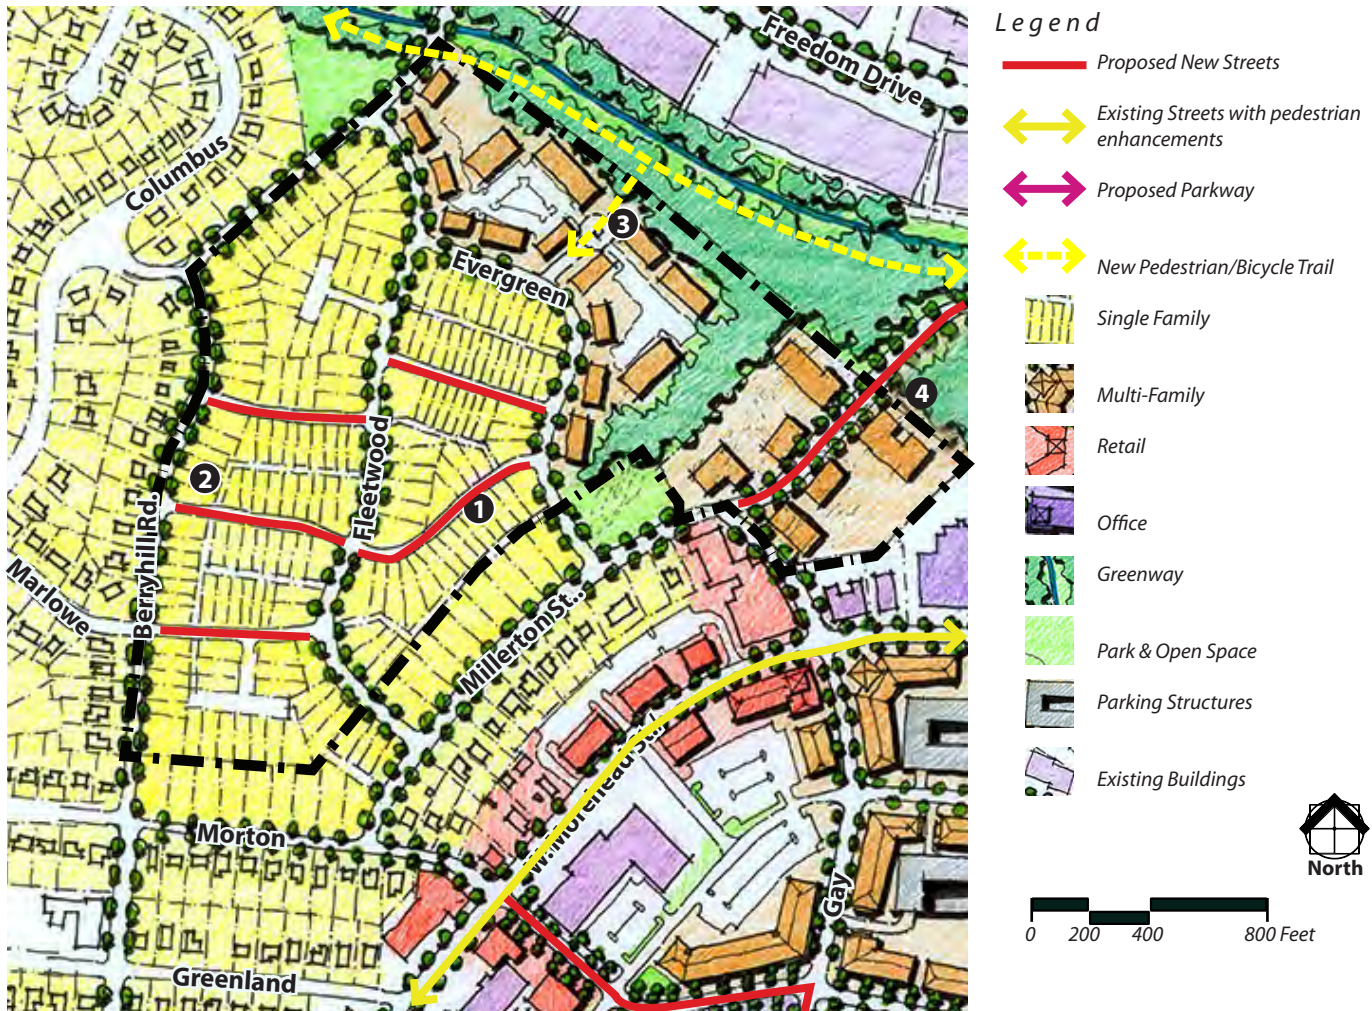 Freedom Drive
Columbus
3
Evergreen
4
Fleetwood
2
1
Berryhill Rd.
Marlowe
Millerton St..
W. Morehead St.
Morton
Gay
Greenland
Legend
Proposed New Streets
Existing Streets with pedestrian
enhancements
Proposed Parkway
New Pedestrian/Bicycle Trail
Single Family
Multi-Family
Retail
Office
Greenway
Park & Open Space
Parking Structures
Existing Buildings
North
0 200 400 800 Feet